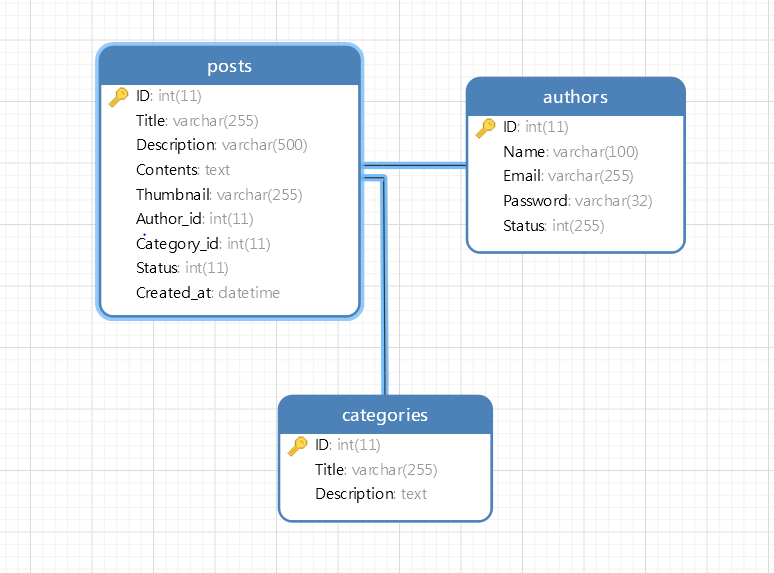 posts
ID: int(11)
Title: varchar(255)
Description: varchar(500)
Contents: text
Thumbnail: varchar(255)
Author_id: int(11)
Category_id: int(11)
Status: int(11)
Created_at: datetime
authors
ID: int(11)
Name: varchar(100)
Email: varchar(255)
Password: varchar(32)
Status: int(255)
categories
ID: int(11)
Title: varchar(255)
Description: text